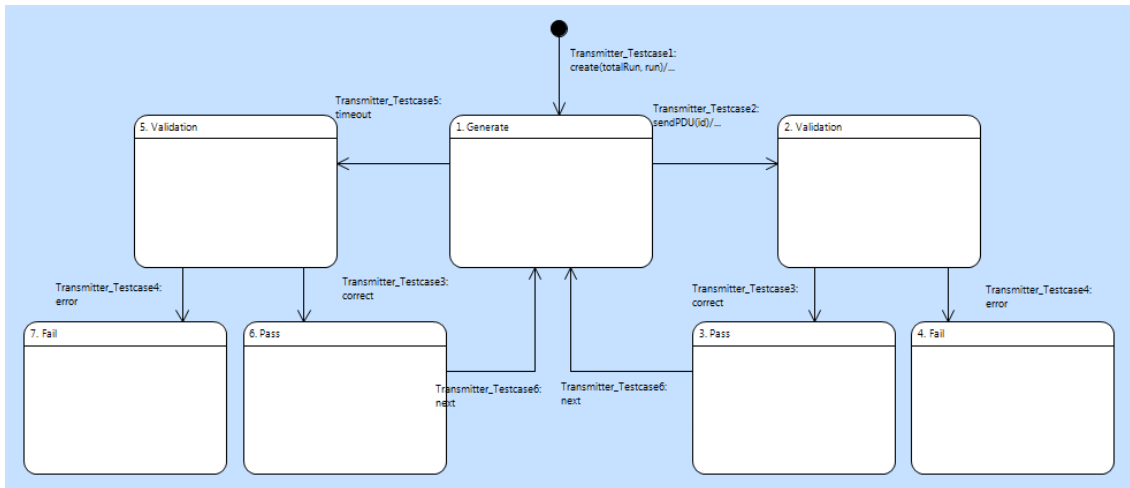 Transmitter_Testcase1:
create(totalRun, run)/...
Transmitter_Testcase5:
timeout
Transmitter_Testcase2:
sendPDU(id)/...
5. Validation
1. Generate
2. Validation
Transmitter_Testcase4:
error
Transmitter_Testcase3:
correct
Transmitter_Testcase3:
correct
Transmitter_Testcase4:
error
7. Fail
6. Pass
3. Pass
4. Fail
Transmitter_Testcase6:
next
Transmitter_Testcase6:
next